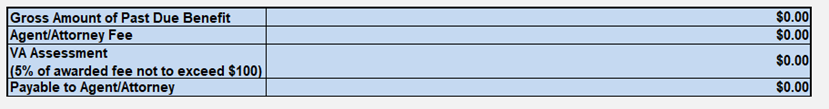 Gross Amount of Past Due Benefit $0.00
Agent/Attorney Fee $0.00
VA Assessment
(5% of awarded fee not to exceed $100) $0.00
Payable to Agent/Attorney $0.00